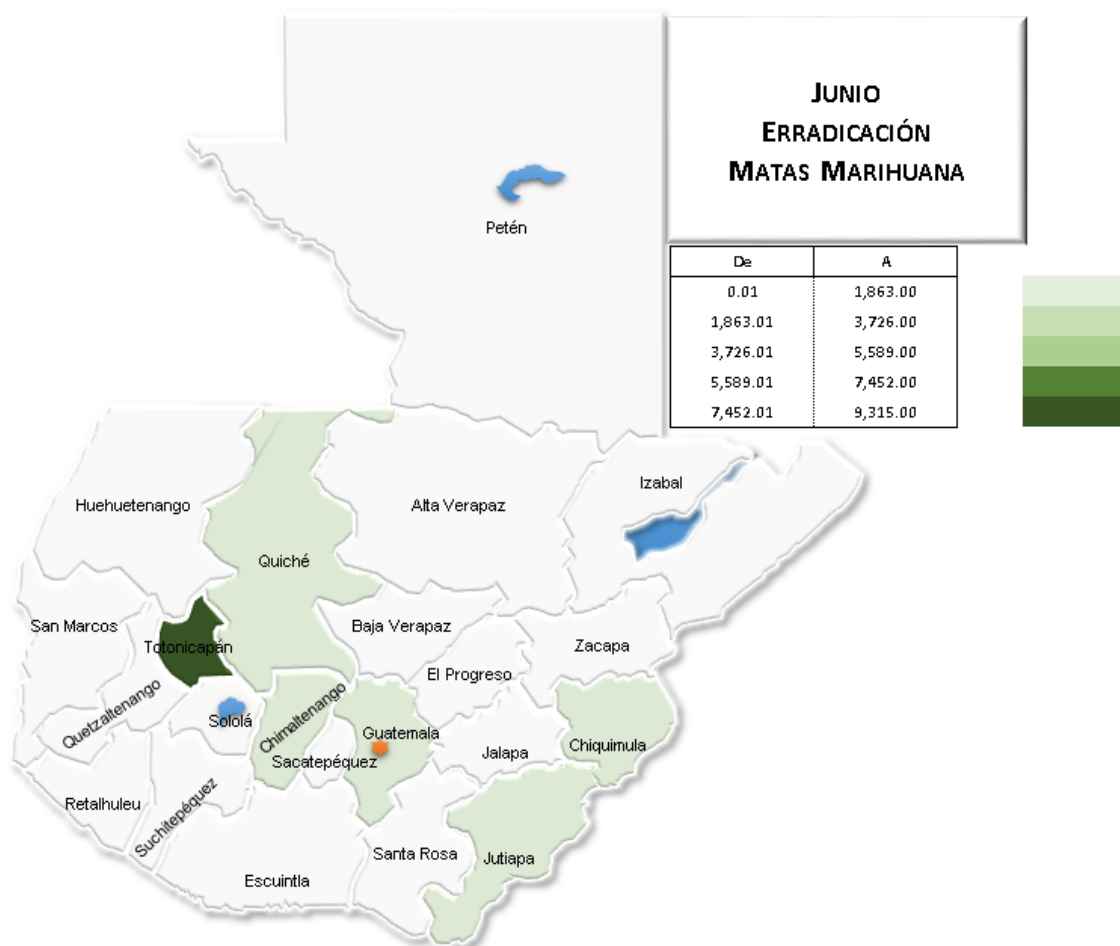 JUNIO
ERRADICACIÓN
MATAS MARIHUANA
Petén
De A
0.01 1,863.00
1,863.01 3,726.00
3,726.01 5,589.00
5,589.01 7,452.00
7,452.01 9,315.00
Izabal
Huehuetenango
Alta Verapaz
Quiché
San Marcos
Baja Verapaz
Totonicapán
Zacapa
El Progreso
Quetzaltenango
Sololá
Chimaltenango
Guatemala
Chiquimula
Jalapa
Sacatepéquez
Retalhuleu
Suchitepéquez
Santa Rosa
Jutiapa
Escuintla